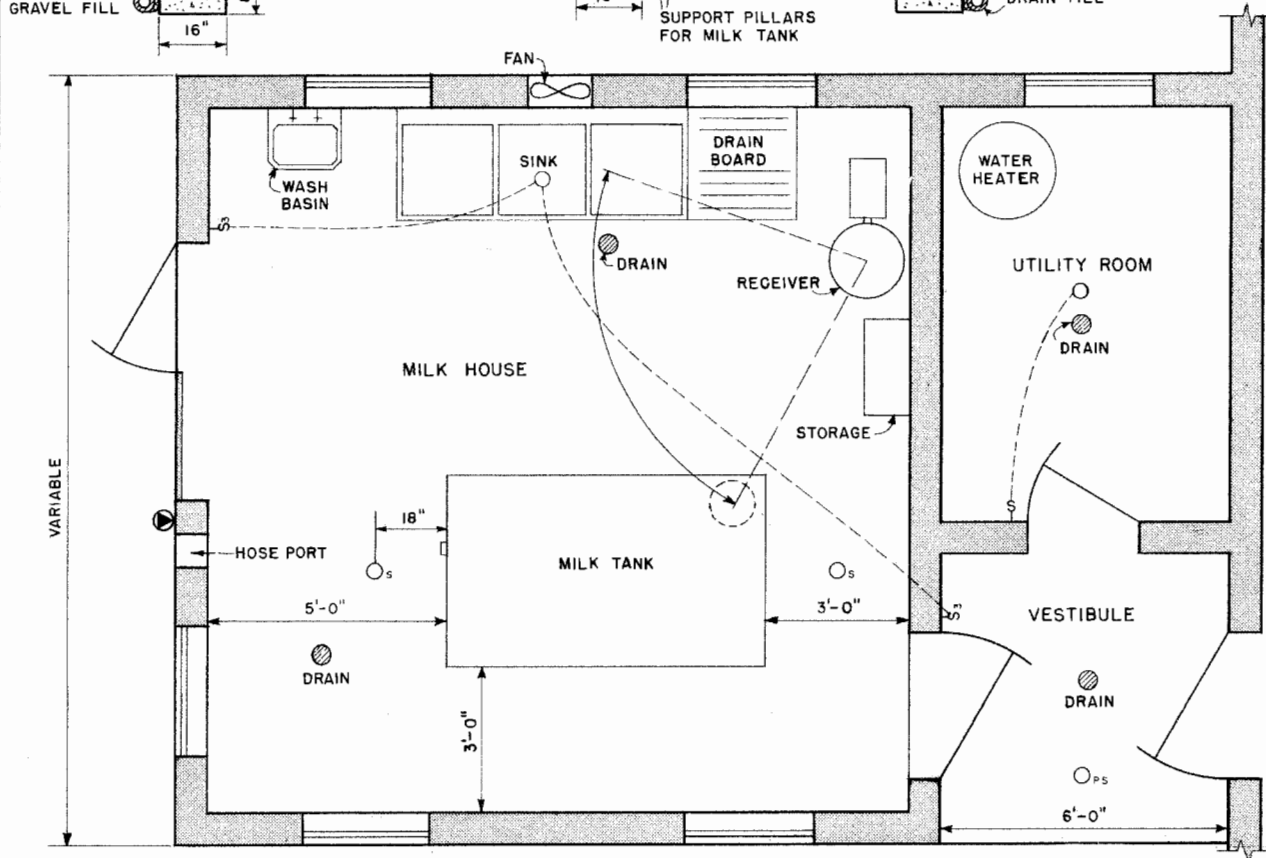 GRAVEL FILL
16"
SUPPORT PILLARS
FOR MILK TANK
DRAIN TILE
FAN
WASH
BASIN
SINK
DRAIN
BOARD
WATER
HEATER
S3
DRAIN
RECEIVER
UTILITY ROOM
DRAIN
MILK HOUSE
STORAGE
VARIABLE
S
18"
HOSE PORT
MILK TANK
S
S
5'-0"
3'-0"
S3
VESTIBULE
DRAIN
DRAIN
3'-0"
PS
6'-0"